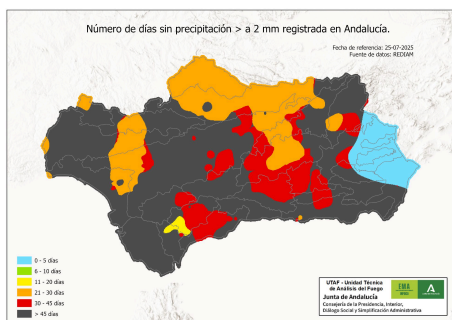 Número de días sin precipitación > a 2 mm registrada en Andalucía.
Fecha de referencia: 25-07-2025
Fuente de datos: REDIAM
0 - 5 días
6 - 10 días
11 - 20 días
21 - 30 días
30 - 45 días
> 45 días
UTAF - Unidad Técnica
de Análisis del Fuego
Junta de Andalucía
Consejería de la Presidencia, Interior,
Diálogo Social y Simplificación Administrativa
EMA
INFOCA